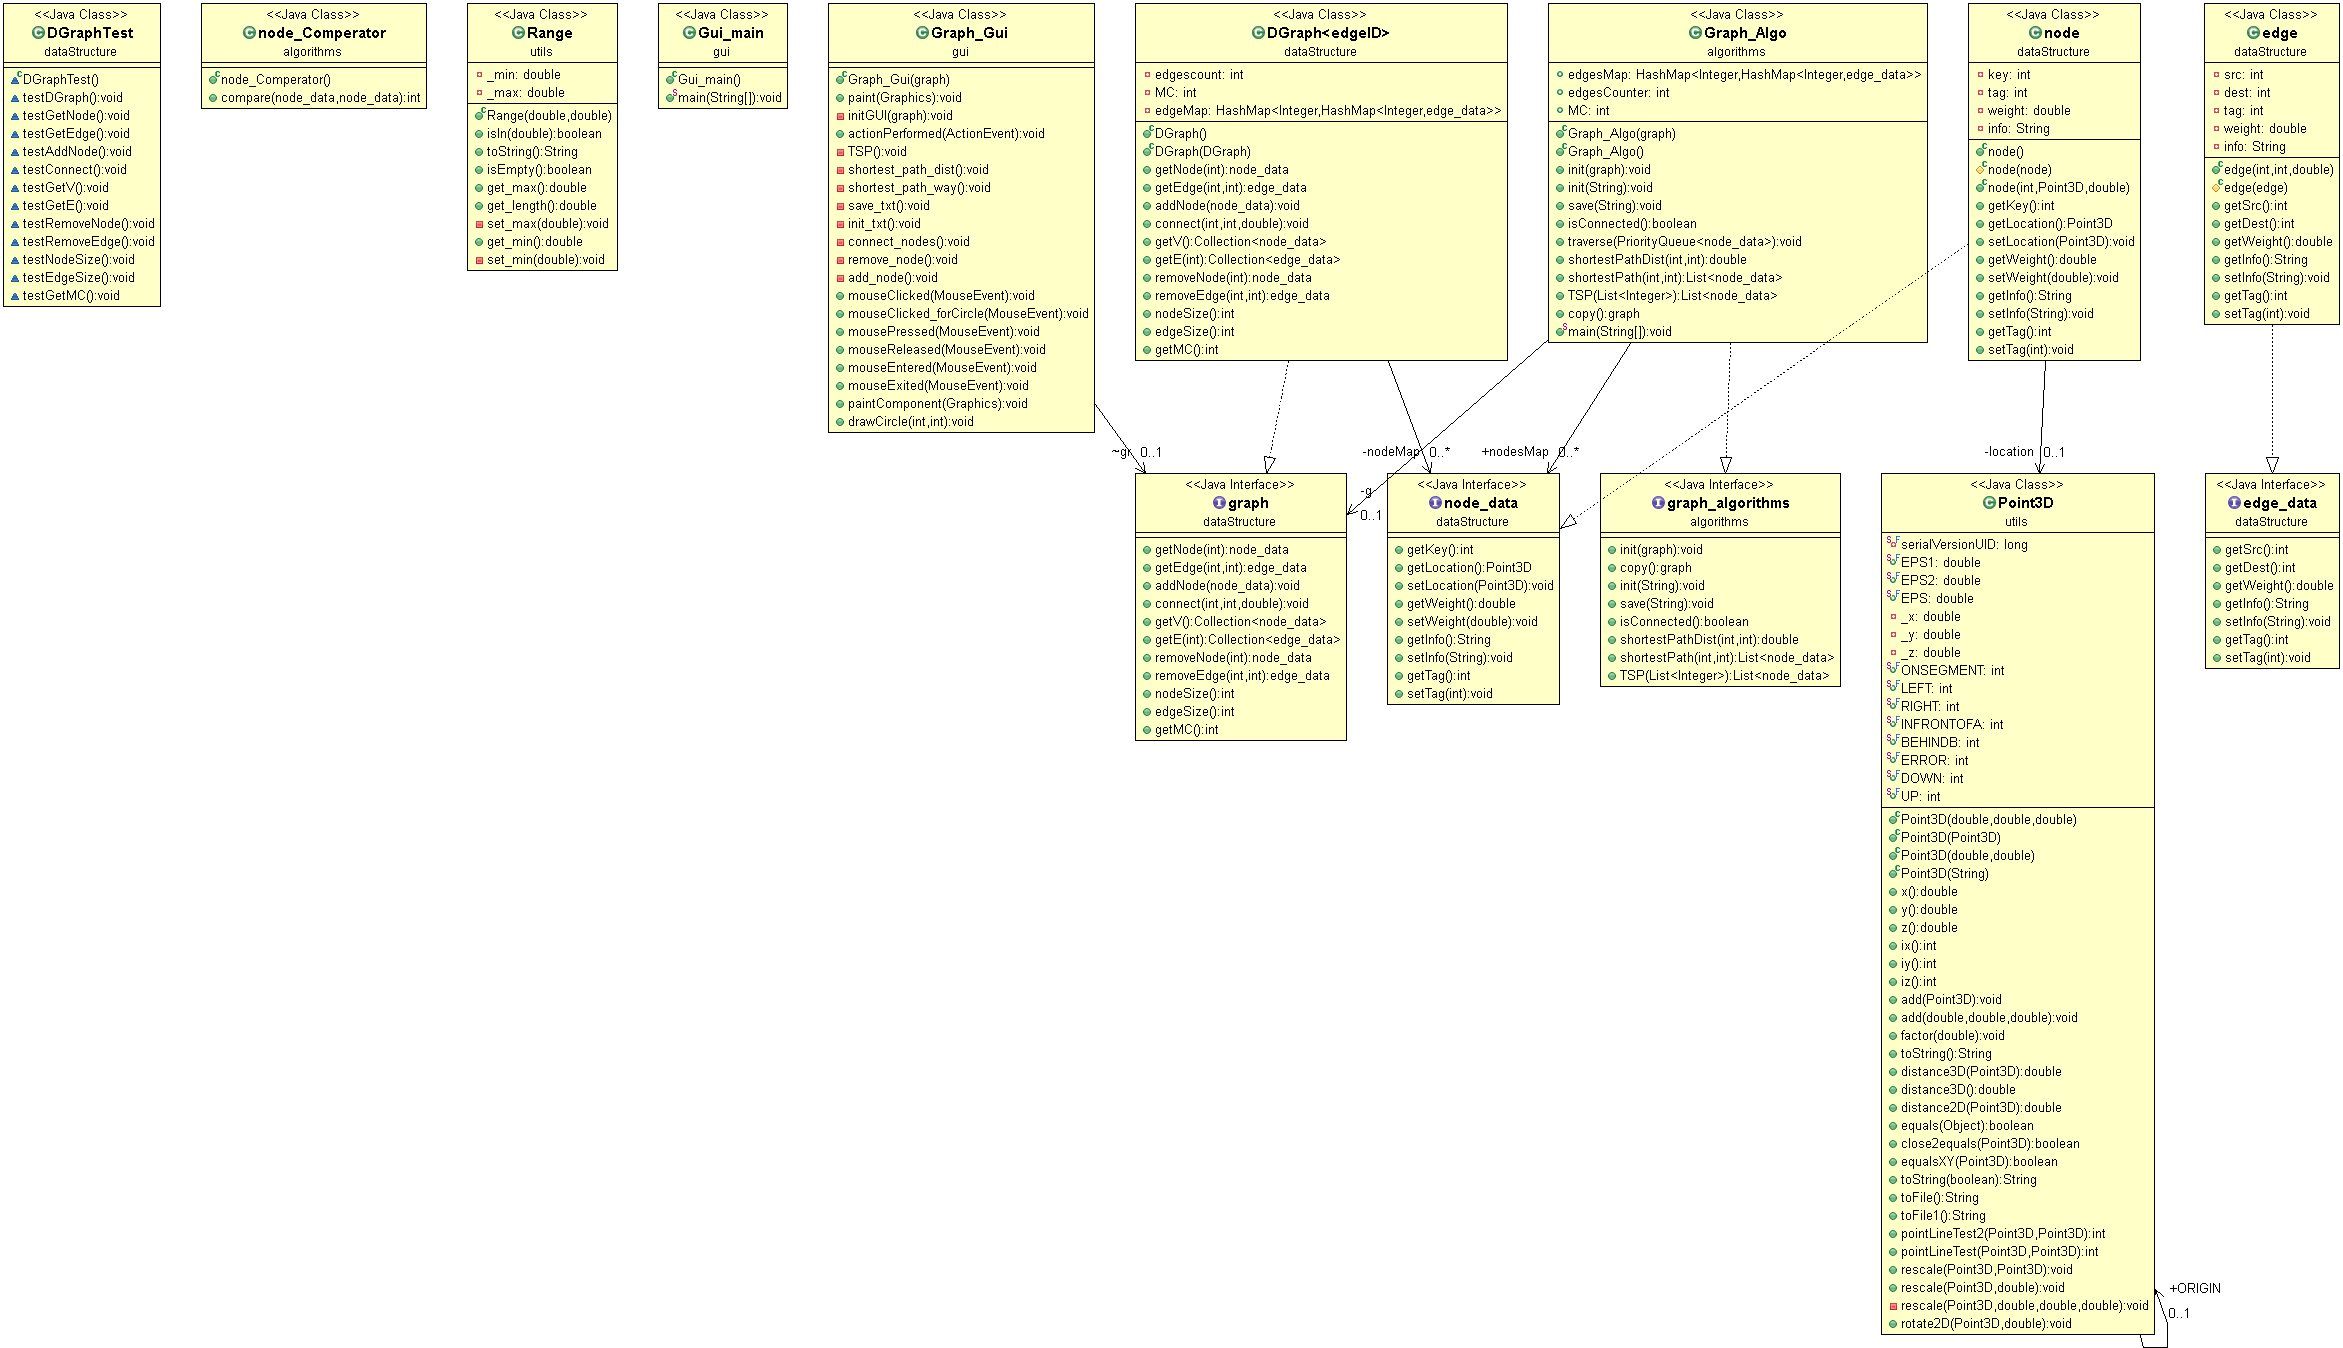 <<Java Class>>
DGraphTest
dataStructure
DGraphTest()
testDGraph():void
testGetNode():void
testGetEdge():void
testAddNode():void
testConnect():void
testGetV():void
testGetE():void
testRemoveNode():void
testRemoveEdge():void
testNodeSize():void
testEdgeSize():void
testGetMC():void
<<Java Class>>
node_Comperator
algorithms
node_Comperator()
compare(node_data,node_data):int
<<Java Class>>
Range
utils
_min: double
_max: double
Range(double,double)
isIn(double):boolean
toString():String
isEmpty():boolean
get_max():double
get_length():double
set_max(double):void
get_min():double
set_min(double):void
<<Java Class>>
Gui_main
gui
Gui_main()
main(String[]):void
<<Java Class>>
Graph_Gui
gui
Graph_Gui(graph)
paint(Graphics):void
initGUI(graph):void
actionPerformed(ActionEvent):void
TSP():void
shortest_path_dist():void
shortest_path_way():void
save_txt():void
init_txt():void
connect_nodes():void
remove_node():void
add_node():void
mouseClicked(MouseEvent):void
mouseClicked_forCircle(MouseEvent):void
mousePressed(MouseEvent):void
mouseReleased(MouseEvent):void
mouseEntered(MouseEvent):void
mouseExited(MouseEvent):void
paintComponent(Graphics):void
drawCircle(int,int):void
<<Java Class>>
DGraph<edgeID>
dataStructure
edgescount: int
MC: int
edgeMap: HashMap<Integer,HashMap<Integer,edge_data>>
DGraph()
DGraph(DGraph)
getNode(int):node_data
getEdge(int,int):edge_data
addNode(node_data):void
connect(int,int,double):void
getV():Collection<node_data>
getE(int):Collection<edge_data>
removeNode(int):node_data
removeEdge(int,int):edge_data
nodeSize():int
edgeSize():int
getMC():int
<<Java Class>>
Graph_Algo
algorithms
edgesMap: HashMap<Integer,HashMap<Integer,edge_data>>
edgesCounter: int
MC: int
Graph_Algo(graph)
Graph_Algo()
init(graph):void
init(String):void
save(String):void
isConnected():boolean
traverse(PriorityQueue<node_data>):void
shortestPathDist(int,int):double
shortestPath(int,int):List<node_data>
TSP(List<Integer>):List<node_data>
copy():graph
main(String[]):void
<<Java Class>>
node
dataStructure
key: int
tag: int
weight: double
info: String
node()
node(node)
node(int,Point3D,double)
getKey():int
getLocation():Point3D
setLocation(Point3D):void
getWeight():double
setWeight(double):void
getInfo():String
setInfo(String):void
getTag():int
setTag(int):void
<<Java Class>>
edge
dataStructure
src: int
dest: int
tag: int
weight: double
info: String
edge(int,int,double)
edge(edge)
getSrc():int
getDest():int
getWeight():double
getInfo():String
setInfo(String):void
getTag():int
setTag(int):void
~gr 0..1
-nodeMap 0..*
+nodesMap 0..*
-g
0..1
-location 0..1
<<Java Interface>>
graph
dataStructure
getNode(int):node_data
getEdge(int,int):edge_data
addNode(node_data):void
connect(int,int,double):void
getV():Collection<node_data>
getE(int):Collection<edge_data>
removeNode(int):node_data
removeEdge(int,int):edge_data
nodeSize():int
edgeSize():int
getMC():int
<<Java Interface>>
node_data
dataStructure
getKey():int
getLocation():Point3D
setLocation(Point3D):void
getWeight():double
setWeight(double):void
getInfo():String
setInfo(String):void
getTag():int
setTag(int):void
<<Java Interface>>
graph_algorithms
algorithms
init(graph):void
copy():graph
init(String):void
save(String):void
isConnected():boolean
shortestPathDist(int,int):double
shortestPath(int,int):List<node_data>
TSP(List<Integer>):List<node_data>
<<Java Class>>
Point3D
utils
serialVersionUID: long
EPS1: double
EPS2: double
EPS: double
_x: double
_y: double
_z: double
ONSEGMENT: int
LEFT: int
RIGHT: int
INFRONTOFA: int
BEHINDB: int
ERROR: int
DOWN: int
UP: int
Point3D(double,double,double)
Point3D(Point3D)
Point3D(double,double)
Point3D(String)
x():double
y():double
z():double
ix():int
iy():int
iz():int
add(Point3D):void
add(double,double,double):void
factor(double):void
toString():String
distance3D(Point3D):double
distance3D():double
distance2D(Point3D):double
equals(Object):boolean
close2equals(Point3D):boolean
equalsXY(Point3D):boolean
toString(boolean):String
toFile():String
toFile1():String
pointLineTest2(Point3D,Point3D):int
pointLineTest(Point3D,Point3D):int
rescale(Point3D,Point3D):void
rescale(Point3D,double):void
rescale(Point3D,double,double,double):void
rotate2D(Point3D,double):void
+ORIGIN
0..1
<<Java Interface>>
edge_data
dataStructure
getSrc():int
getDest():int
getWeight():double
getInfo():String
setInfo(String):void
getTag():int
setTag(int):void